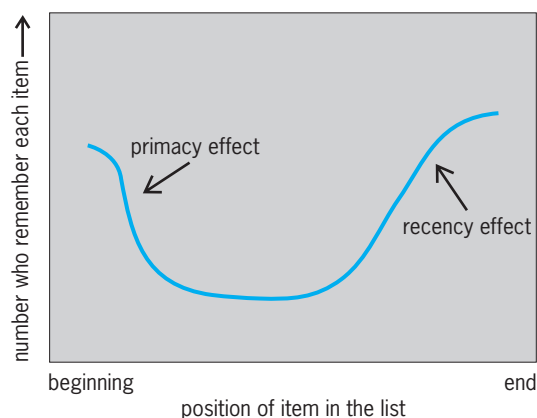 number who remember each item
primacy effect
recency effect
beginning
end
position of item in the list